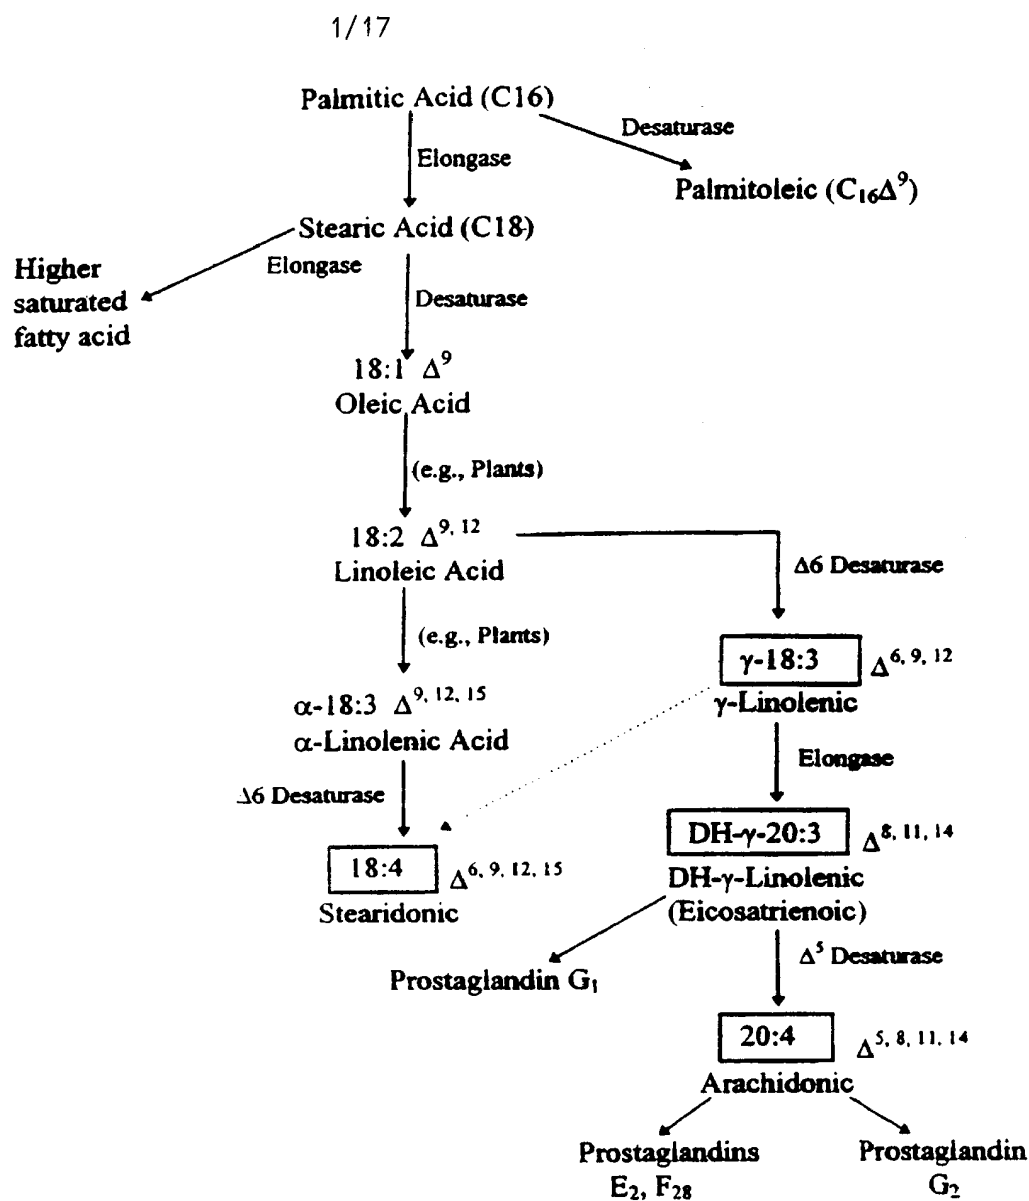 1/17
Palmitic Acid (C16)
Desaturase
Elongase
Palmitoleic (C₁₆Δ⁹)
Stearic Acid (C18)
Elongase
Higher
saturated
fatty acid
Desaturase
18:1 Δ⁹
Oleic Acid
(e.g., Plants)
18:2 Δ⁹, ¹²
Linoleic Acid
Δ6 Desaturase
(e.g., Plants)
γ-18:3 Δ⁶, ⁹, ¹²
γ-Linolenic
α-18:3 Δ⁹, ¹², ¹⁵
α-Linolenic Acid
Elongase
Δ6 Desaturase
DH-γ-20:3 Δ⁸, ¹¹, ¹⁴
DH-γ-Linolenic
(Eicosatrienoic)
18:4 Δ⁶, ⁹, ¹², ¹⁵
Stearidonic
Δ⁵ Desaturase
Prostaglandin G₁
20:4 Δ⁵, ⁸, ¹¹, ¹⁴
Arachidonic
Prostaglandins
E₂, F₂₈
Prostaglandin
G₂